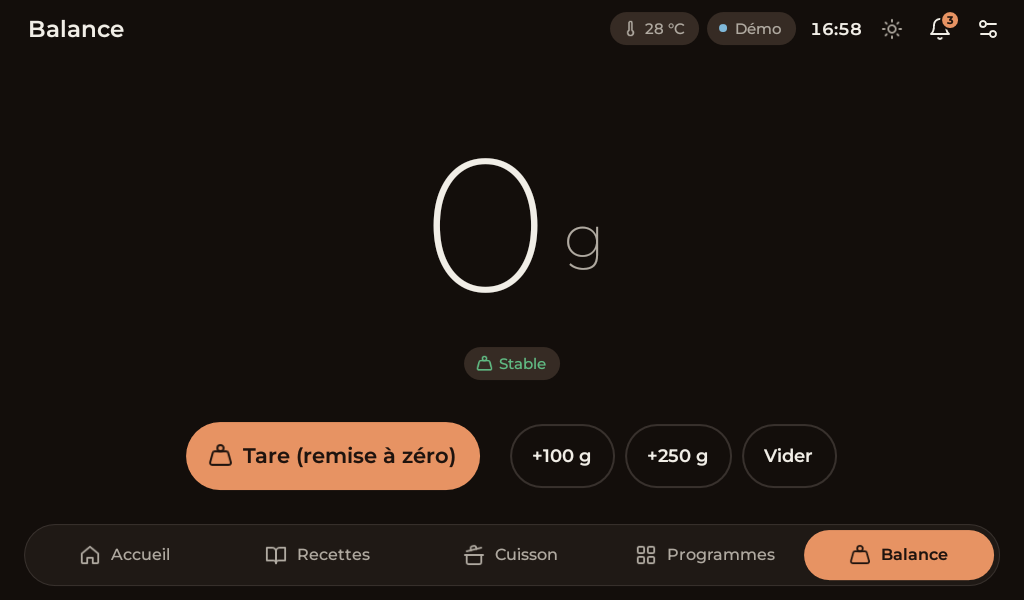 Balance
28 °C
Démo
16:58
3
0 g
Stable
Tare (remise à zéro)
+100 g
+250 g
Vider
Accueil
Recettes
Cuisson
Programmes
Balance